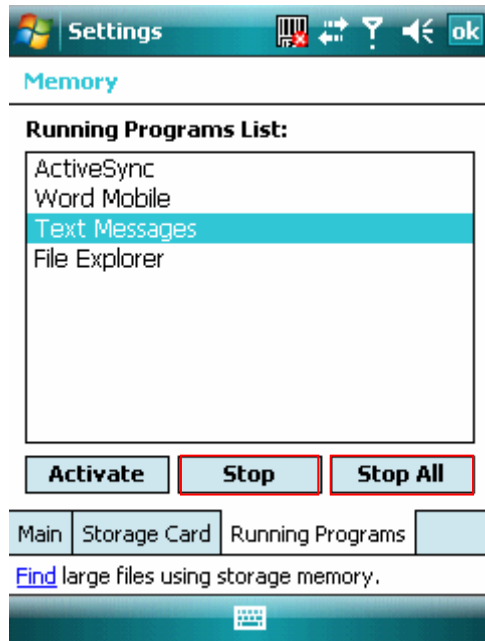 Settings ok
Memory
Running Programs List:
ActiveSync
Word Mobile
Text Messages
File Explorer
Activate Stop Stop All
Main Storage Card Running Programs
Find large files using storage memory.